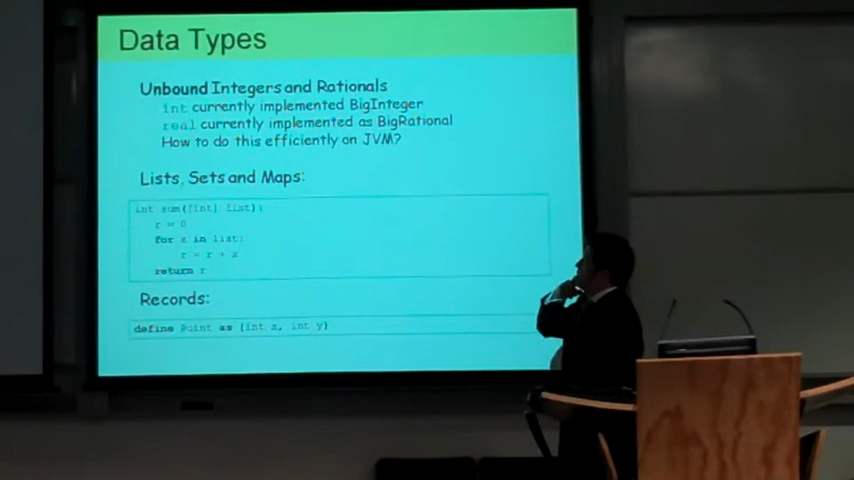 Data Types
Unbound Integers and Rationals
int currently implemented BigInteger
real currently implemented as BigRational
How to do this efficiently on JVM?
Lists, Sets and Maps:
int sum([int] list):
r = 0
for x in list:
r = r + x
return r
Records:
define Point as {int x, int y}